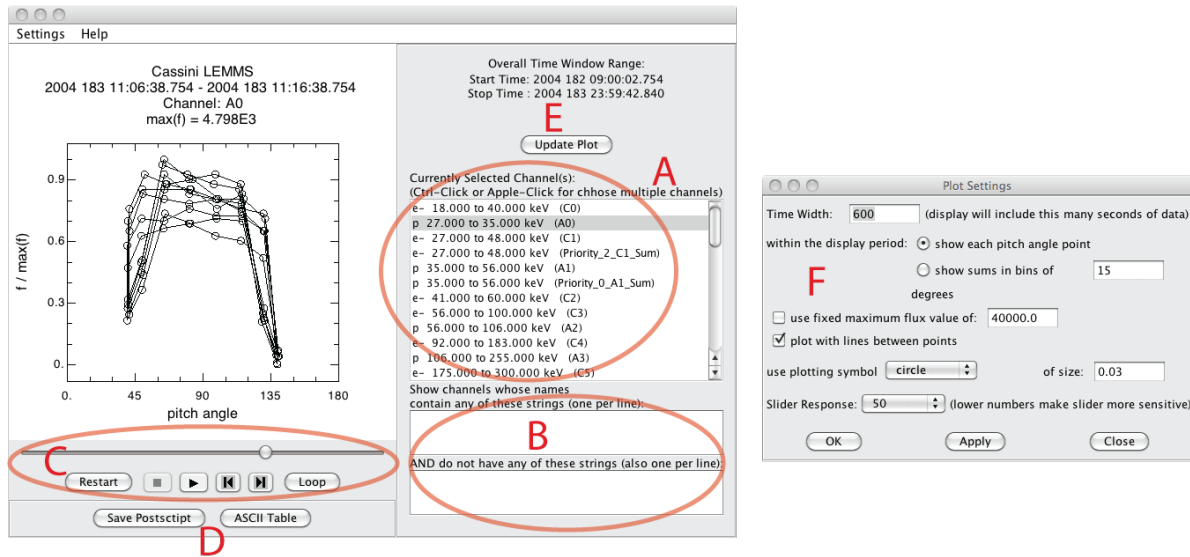 Settings Help
Cassini LEMMS
2004 183 11:06:38.754 - 2004 183 11:16:38.754
Channel: A0
max(f) = 4.798E3
f / max(f)
0.9
0.6
0.3
0.
0. 45 90 135 180
pitch angle
C
Restart Loop
Save Postsctipt ASCII Table
D
Overall Time Window Range:
Start Time: 2004 182 09:00:02.754
Stop Time : 2004 183 23:59:42.840
E
Update Plot
A
Currently Selected Channel(s):
(Ctrl-Click or Apple-Click for chhose multiple channels)
e- 18.000 to 40.000 keV (C0)
p 27.000 to 35.000 keV (A0)
e- 27.000 to 48.000 keV (C1)
e- 27.000 to 48.000 keV (Priority_2_C1_Sum)
p 35.000 to 56.000 keV (A1)
p 35.000 to 56.000 keV (Priority_0_A1_Sum)
e- 41.000 to 60.000 keV (C2)
e- 56.000 to 100.000 keV (C3)
p 56.000 to 106.000 keV (A2)
e- 92.000 to 183.000 keV (C4)
p 106.000 to 255.000 keV (A3)
e- 175.000 to 300.000 keV (C5)
Show channels whose names
contain any of these strings (one per line):
B
AND do not have any of these strings (also one per line):
Plot Settings
Time Width: 600 (display will include this many seconds of data)
within the display period: show each pitch angle point
F
show sums in bins of 15
degrees
use fixed maximum flux value of: 40000.0
plot with lines between points
use plotting symbol circle of size: 0.03
Slider Response: 50 (lower numbers make slider more sensitive)
OK Apply Close